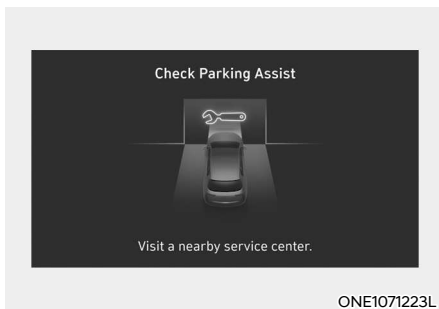 Check Parking Assist
Visit a nearby service center.
ONE1071223L